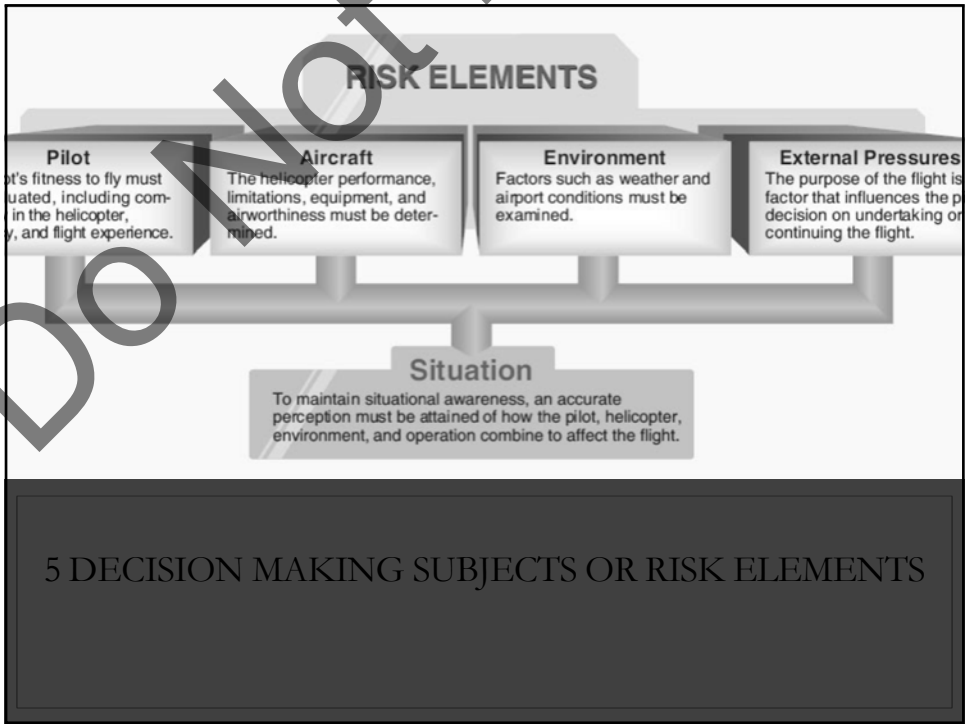 Do Not
RISK ELEMENTS
Pilot
fitness to fly must
including com-
in the helicopter,
and flight experience.
Aircraft
The helicopter performance,
limitations, equipment, and
airworthiness must be deter-
mined.
Environment
Factors such as weather and
airport conditions must be
examined.
External Pressures
The purpose of the flight is
factor that influences the
decision on undertaking or
continuing the flight.
Situation
To maintain situational awareness, an accurate
perception must be attained of how the pilot, helicopter,
environment, and operation combine to affect the flight.
5 DECISION MAKING SUBJECTS OR RISK ELEMENTS